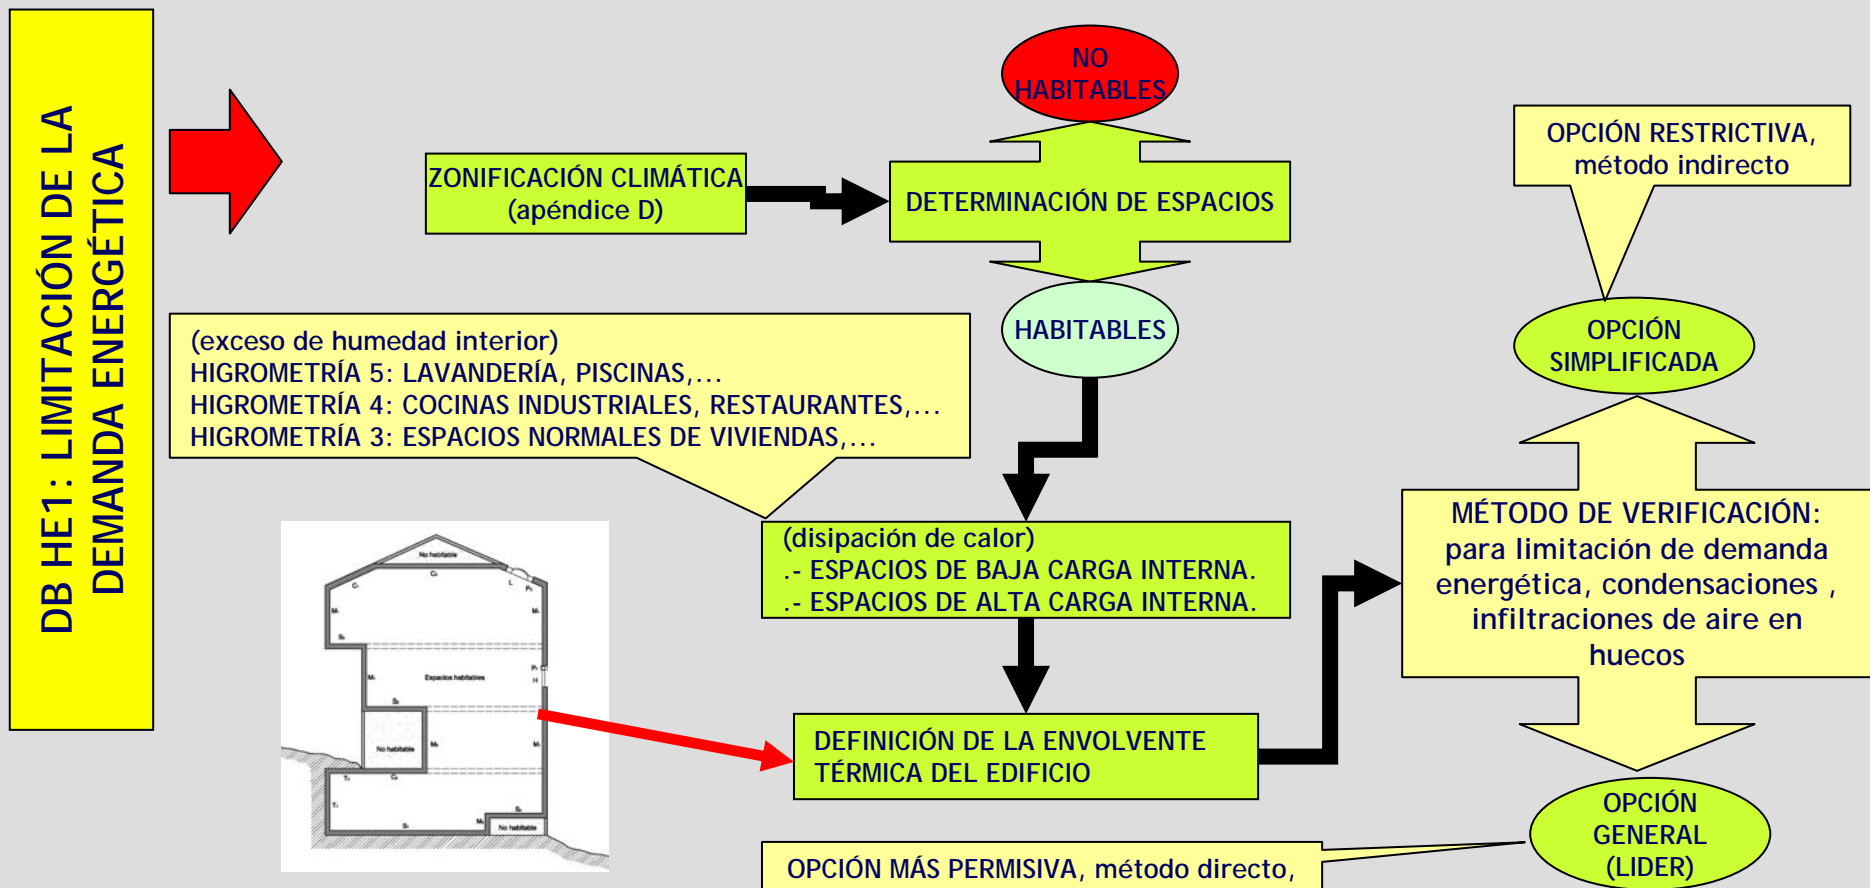 DB HE1: LIMITACIÓN DE LA
DEMANDA ENERGÉTICA
NO
HABITABLES
ZONIFICACIÓN CLIMÁTICA
(apéndice D)
DETERMINACIÓN DE ESPACIOS
HABITABLES
OPCIÓN RESTRICTIVA,
método indirecto
OPCIÓN
SIMPLIFICADA
(exceso de humedad interior)
HIGROMETRÍA 5: LAVANDERÍA, PISCINAS,...
HIGROMETRÍA 4: COCINAS INDUSTRIALES, RESTAURANTES,...
HIGROMETRÍA 3: ESPACIOS NORMALES DE VIVIENDAS,...
(disipación de calor)
.- ESPACIOS DE BAJA CARGA INTERNA.
.- ESPACIOS DE ALTA CARGA INTERNA.
MÉTODO DE VERIFICACIÓN:
para limitación de demanda
energética, condensaciones ,
infiltraciones de aire en
huecos
No habitable
Espacios habitables
No habitable
No habitable
DEFINICIÓN DE LA ENVOLVENTE
TÉRMICA DEL EDIFICIO
OPCIÓN
GENERAL
(LIDER)
OPCIÓN MÁS PERMISIVA, método directo,